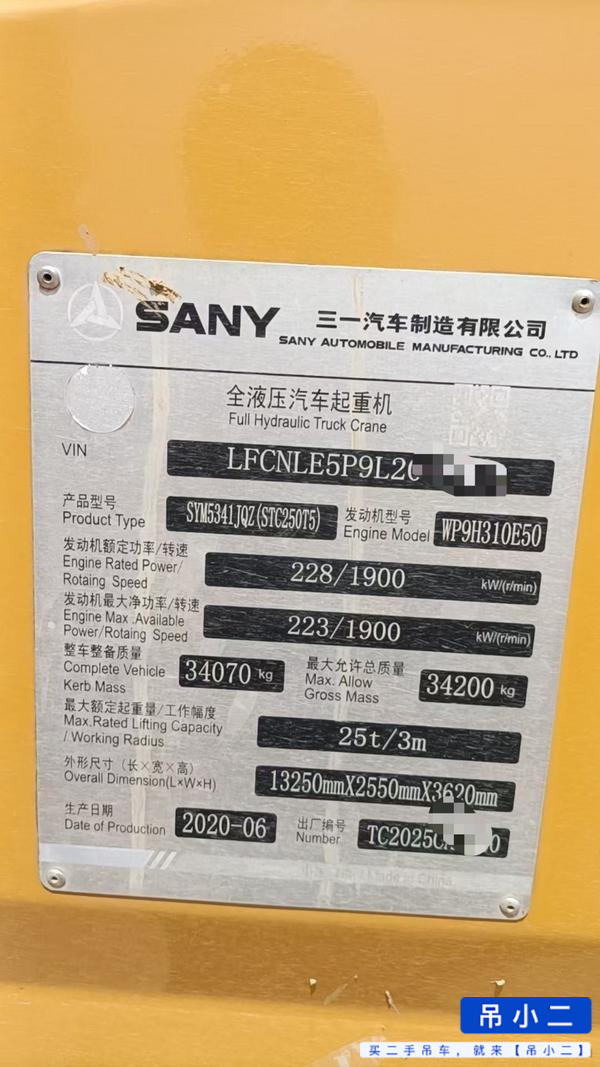 SANY
三一汽车制造有限公司
SANY AUTOMOBILE MANUFACTURING CO., LTD
全液压汽车起重机
Full Hydraulic Truck Crane
VIN LFCNLE5P9L2
产品型号 SYM5341JQZ(STC250T5) 发动机型号 WP9H310E50
Product Type Engine Model
发动机额定功率/转速
Engine Rated Power/ 228/1900 kW/(r/min)
Rotaing Speed
发动机最大净功率/转速
Engine Max .Available 223/1900 kW/(r/min)
Power/Rotaing Speed
整车整备质量 最大允许总质量
Complete Vehicle 34070 kg Max. Allow 34200 kg
Kerb Mass Gross Mass
最大额定起重量/工作幅度
Max.Rated Lifting Capacity 25t/3m
/ Working Radius
外形尺寸（长×宽×高）
Overall Dimension(L×W×H) 13250mmX2550mmX3620mm
生产日期 2020-06 出厂编号 TC2025C
Date of Production Number
Made in China
吊小二
买二手吊车，就来【吊小二】